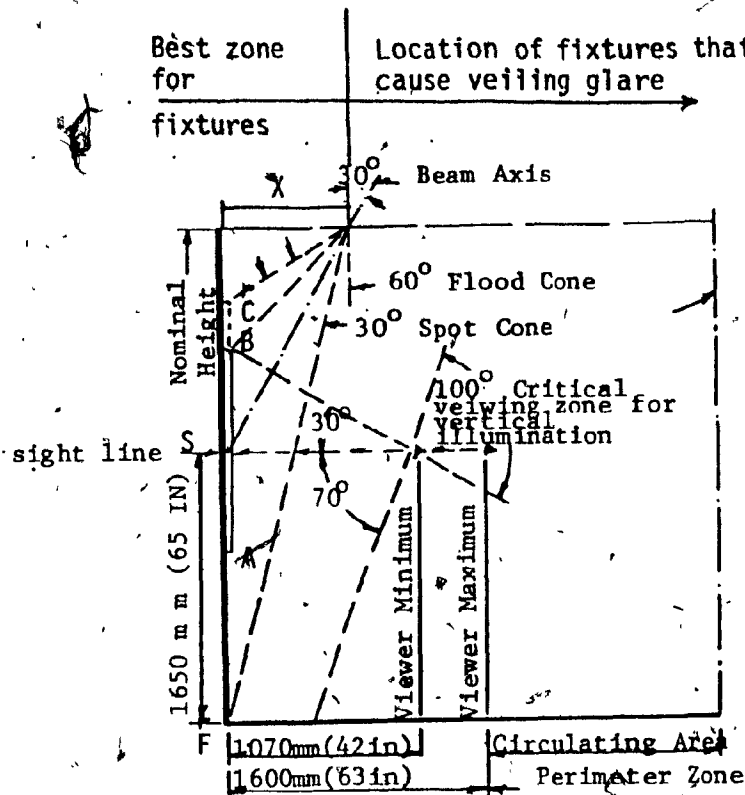 Best zone
for
fixtures
Location of fixtures that
cause veiling glare
X
30°
Beam Axis
Nominal
Height
C
B
60° Flood Cone
30° Spot Cone
100° Critical
veiwing zone for
vertical
illumination
30°
sight line
S
70°
1650 mm (65 IN)
A
Viewer Minimum
Viewer Maximum
F
1070mm(42in)
Circulating Area
1600mm(63in)
Perimeter Zone